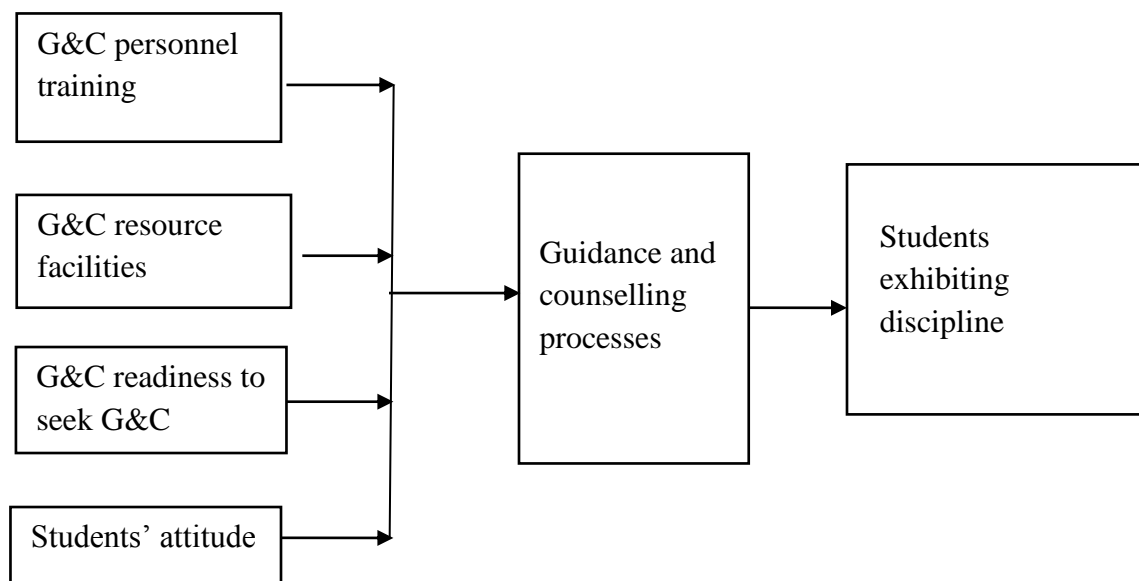 G&C personnel
training
G&C resource
facilities
G&C readiness to
seek G&C
Students’ attitude
Guidance and
counselling
processes
Students
exhibiting
discipline